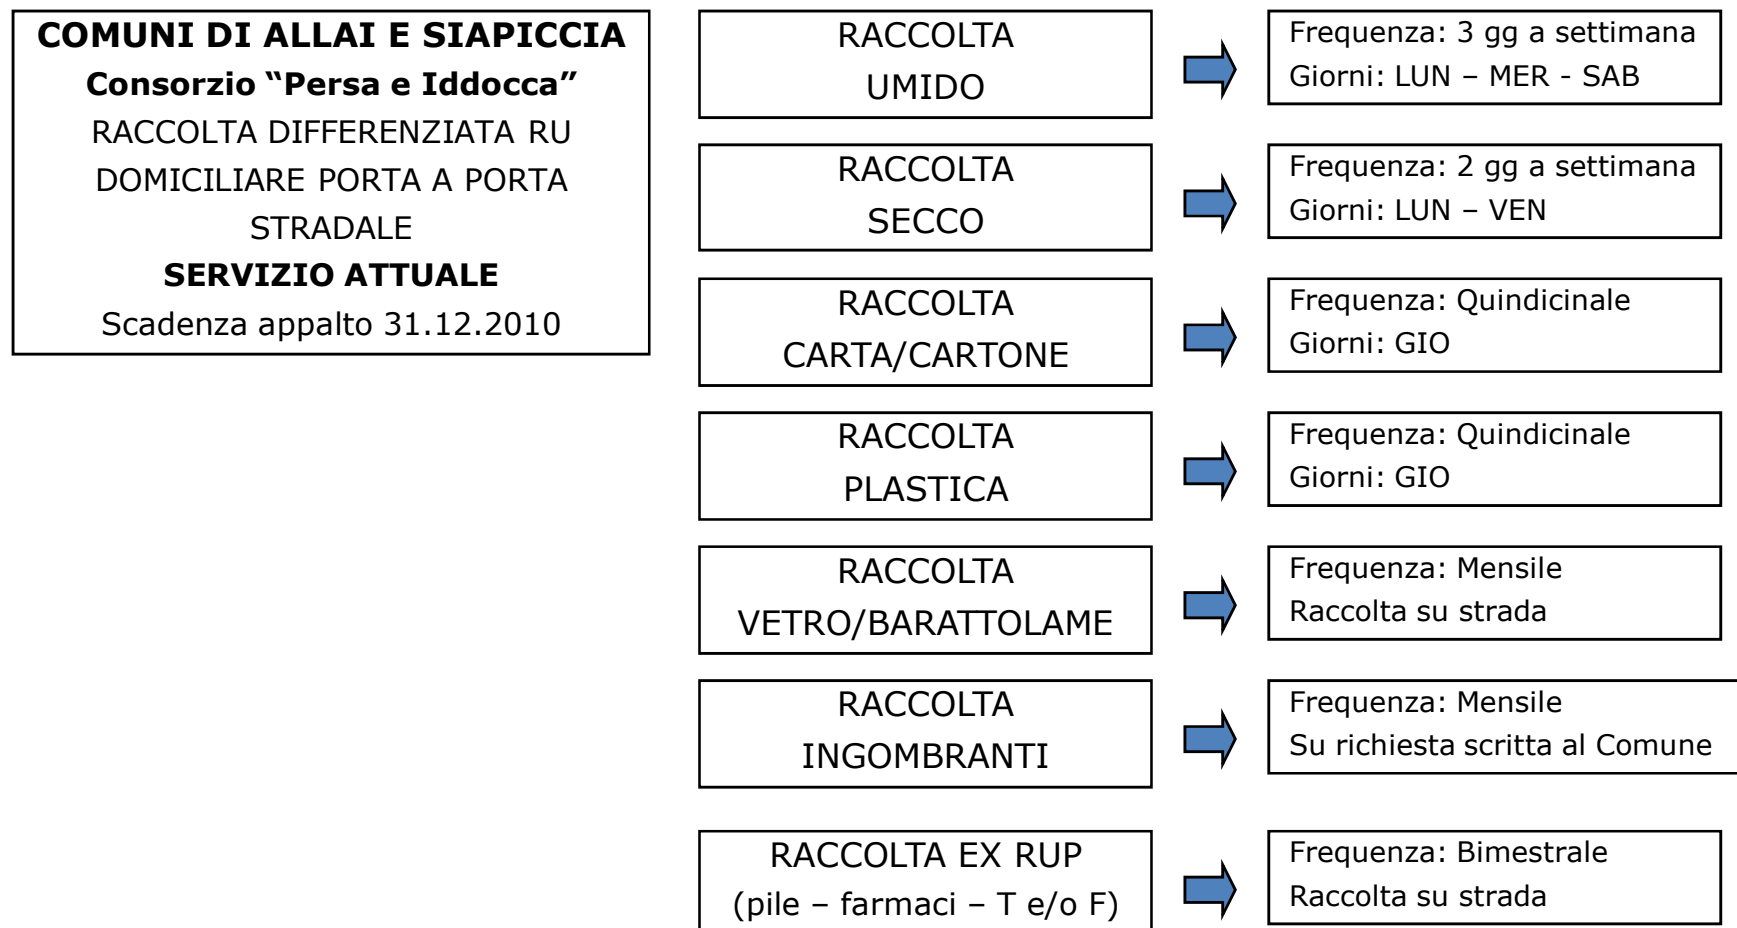 COMUNI DI ALLAI E SIAPICCIA
Consorzio “Persa e Iddocca”
RACCOLTA DIFFERENZIATA RU
DOMICILIARE PORTA A PORTA
STRADALE
SERVIZIO ATTUALE
Scadenza appalto 31.12.2010
RACCOLTA
UMIDO
Frequenza: 3 gg a settimana
Giorni: LUN – MER - SAB
RACCOLTA
SECCO
Frequenza: 2 gg a settimana
Giorni: LUN – VEN
RACCOLTA
CARTA/CARTONE
Frequenza: Quindicinale
Giorni: GIO
RACCOLTA
PLASTICA
Frequenza: Quindicinale
Giorni: GIO
RACCOLTA
VETRO/BARATTOLAME
Frequenza: Mensile
Raccolta su strada
RACCOLTA
INGOMBRANTI
Frequenza: Mensile
Su richiesta scritta al Comune
RACCOLTA EX RUP
(pile – farmaci – T e/o F)
Frequenza: Bimestrale
Raccolta su strada